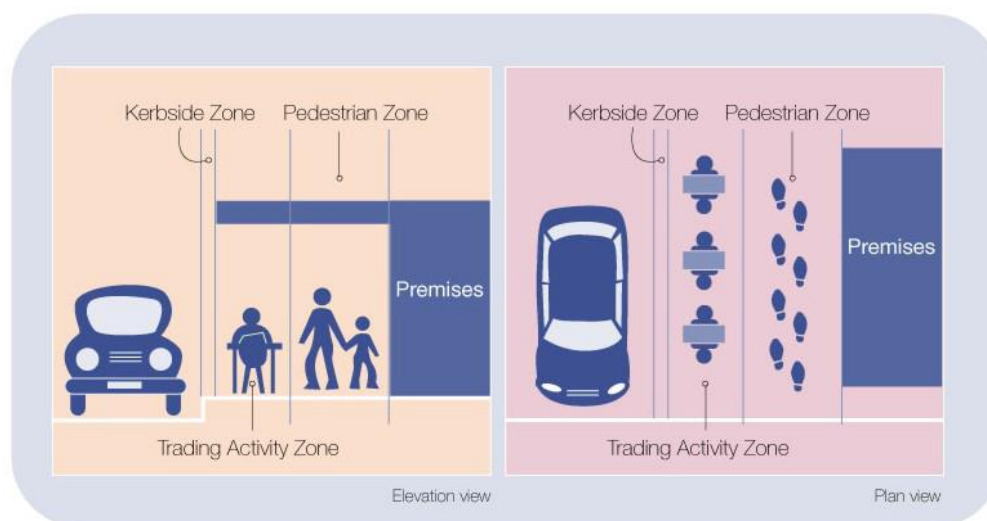 Kerbside Zone
Pedestrian Zone
Premises
Trading Activity Zone
Elevation view
Kerbside Zone
Pedestrian Zone
Premises
Trading Activity Zone
Plan view